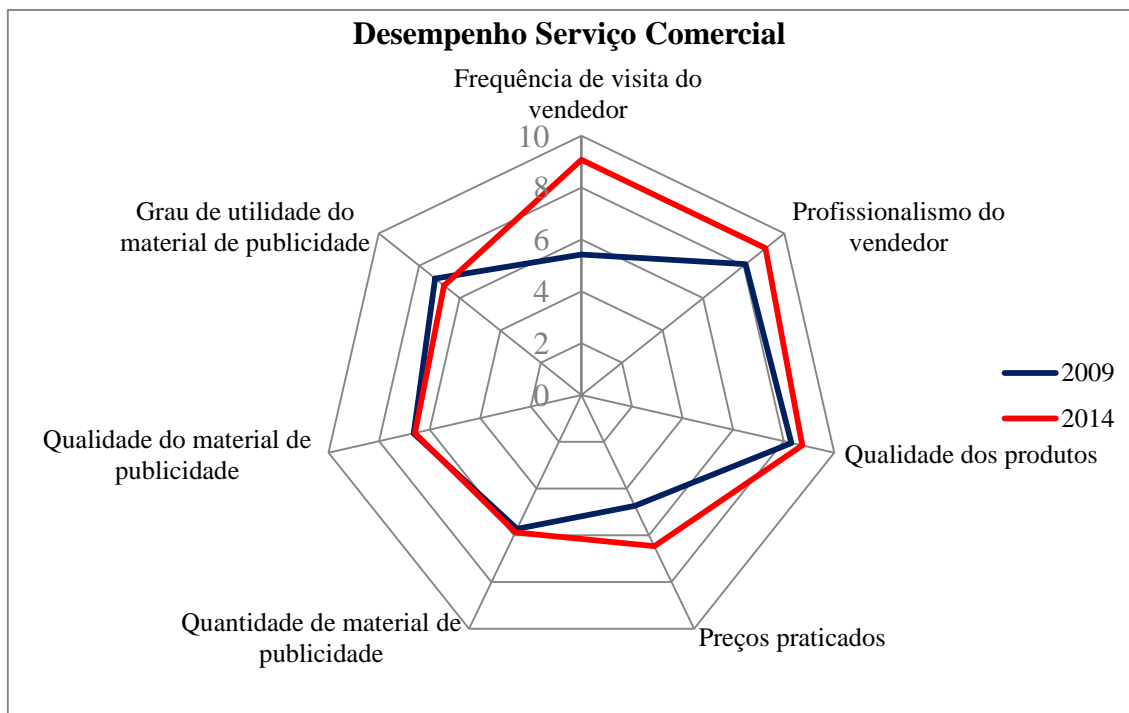 Desempenho Serviço Comercial
Frequência de visita do
vendedor
Profissionalismo do
vendedor
Qualidade dos produtos
Preços praticados
Quantidade de material de
publicidade
Qualidade do material de
publicidade
Grau de utilidade do
material de publicidade
10
8
6
4
2
0
2009
2014